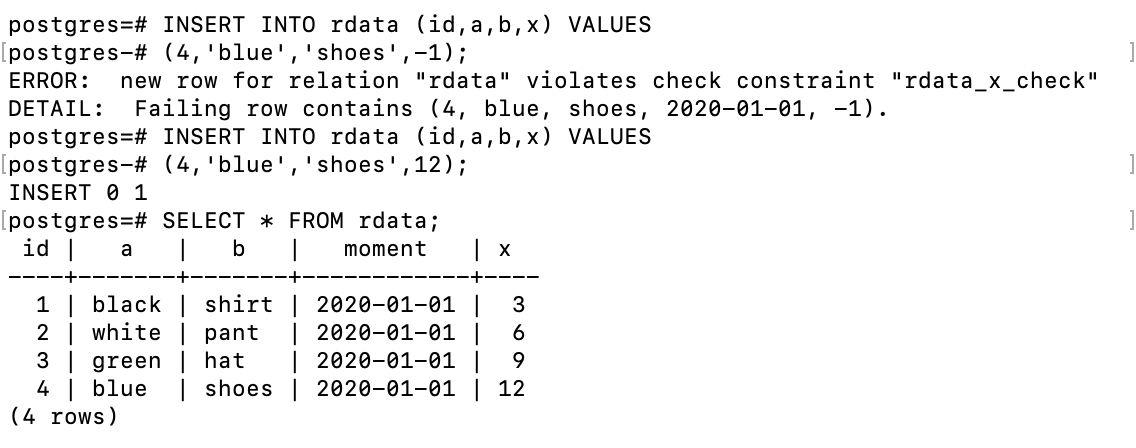 postgres=# INSERT INTO rdata (id,a,b,x) VALUES
[postgres-# (4,'blue','shoes',-1); ]
ERROR:  new row for relation "rdata" violates check constraint "rdata_x_check"
DETAIL:  Failing row contains (4, blue, shoes, 2020-01-01, -1).
postgres=# INSERT INTO rdata (id,a,b,x) VALUES
[postgres-# (4,'blue','shoes',12); ]
INSERT 0 1
[postgres=# SELECT * FROM rdata; ]
 id |   a   |   b   |   moment   | x
----+-------+-------+------------+----
  1 | black | shirt | 2020-01-01 |  3
  2 | white | pant  | 2020-01-01 |  6
  3 | green | hat   | 2020-01-01 |  9
  4 | blue  | shoes | 2020-01-01 | 12
(4 rows)